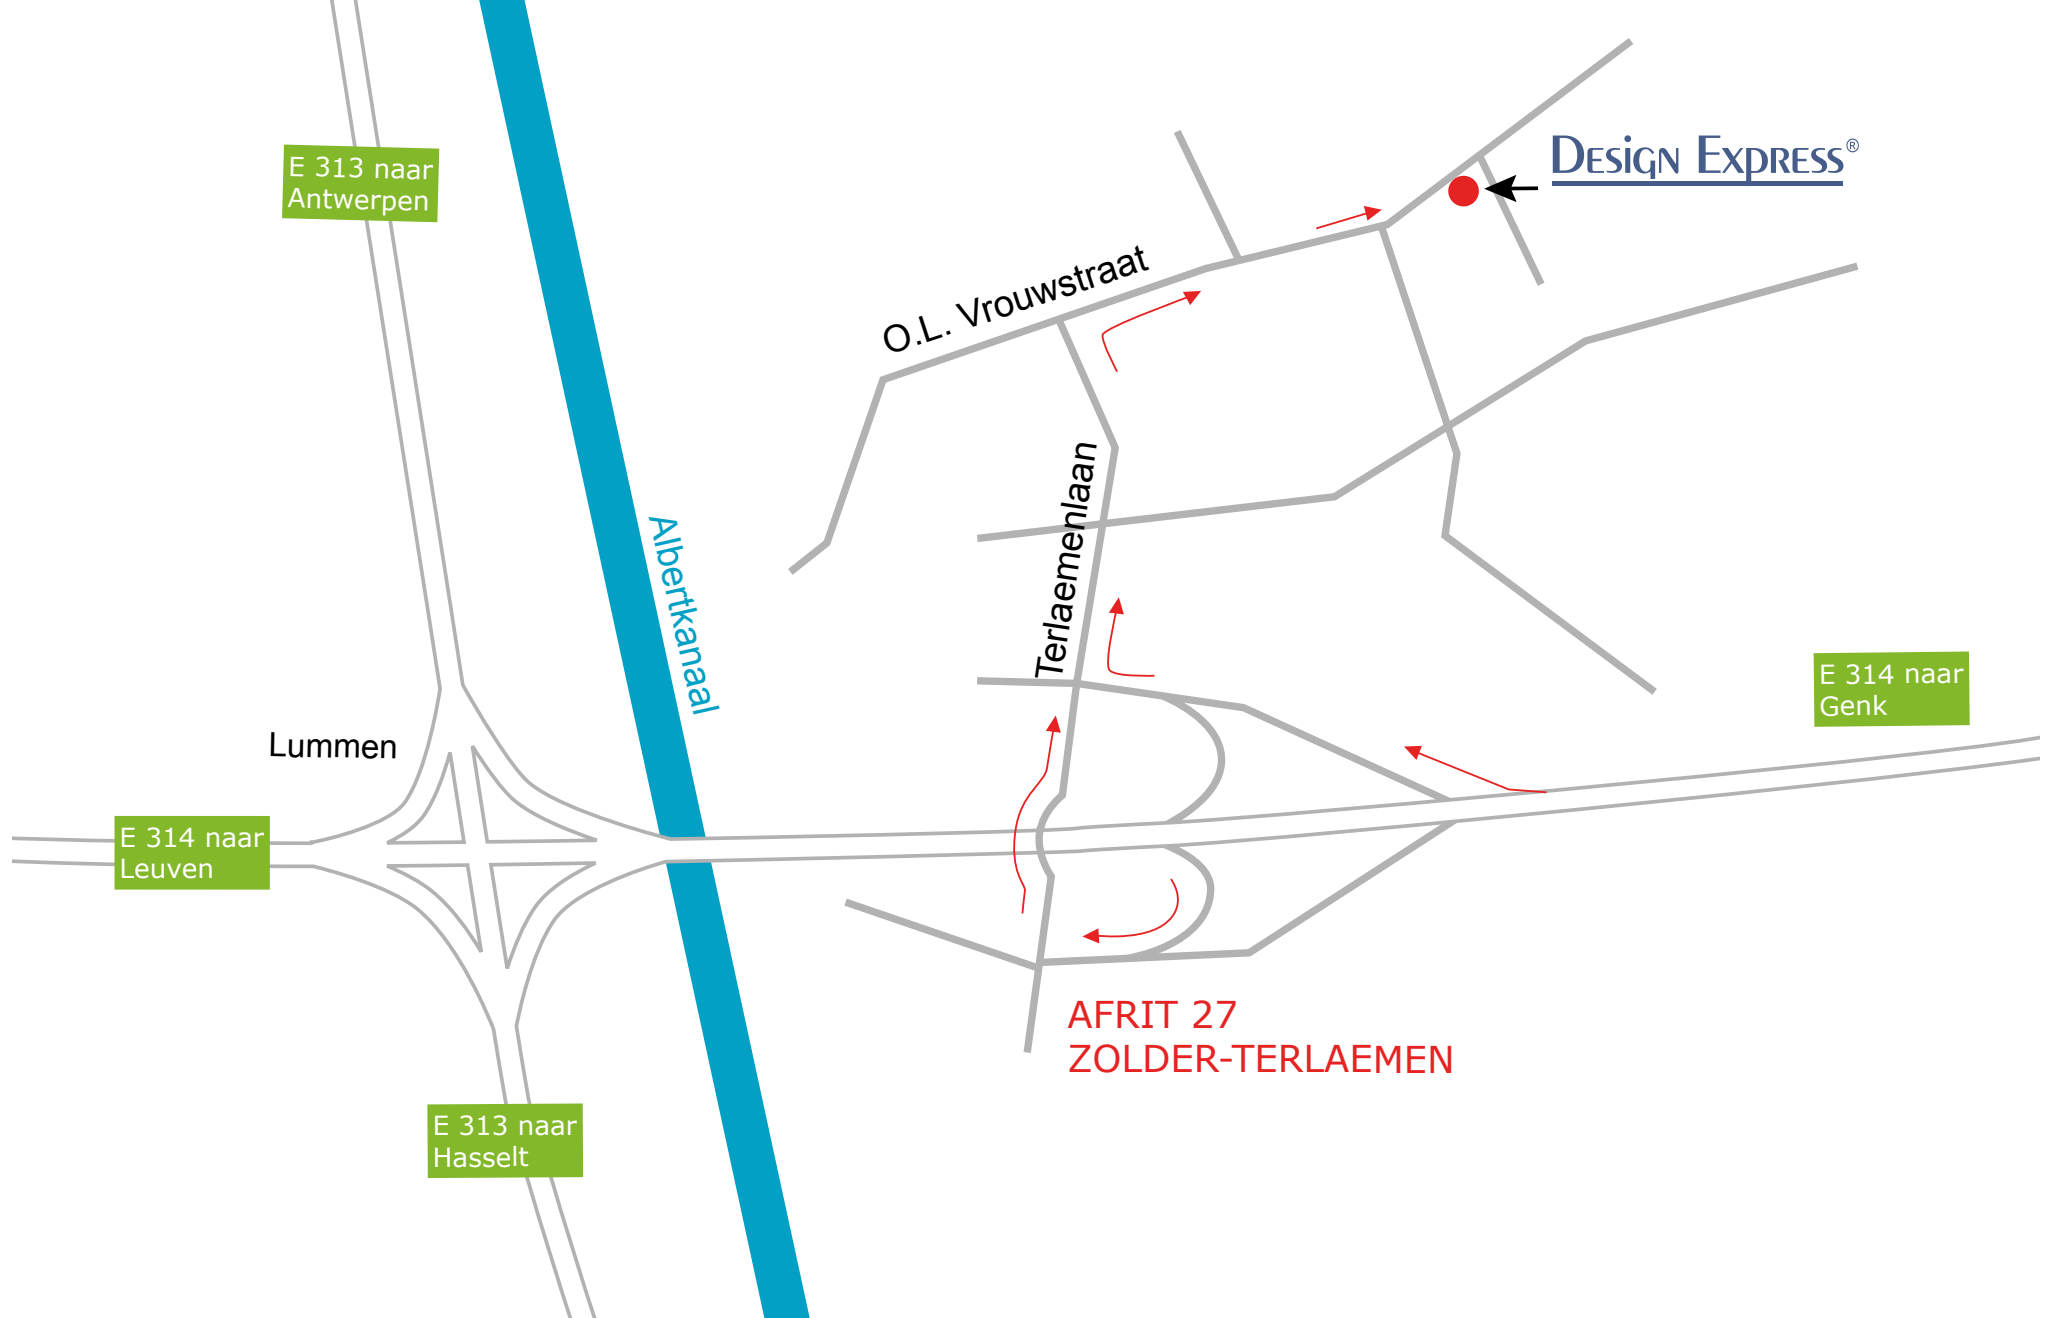 E 313 naar
Antwerpen
DESIGN EXPRESS®
O.L. Vrouwstraat
Terlaemenlaan
Albertkanaal
E 314 naar
Genk
Lummen
E 314 naar
Leuven
AFRIT 27
ZOLDER-TERLAEMEN
E 313 naar
Hasselt